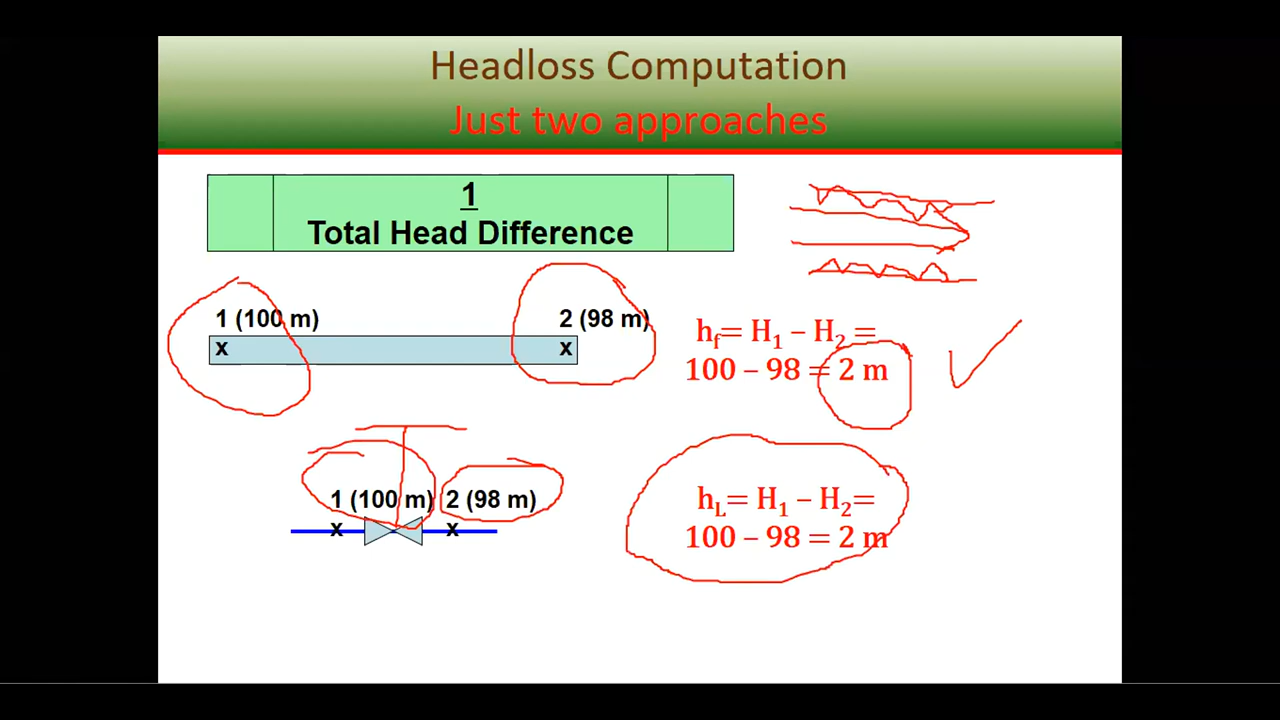 Headloss Computation
Just two approaches
1
Total Head Difference
1 (100 m)
2 (98 m)
x
x
hf= H1 – H2 =
100 – 98 = 2 m
1 (100 m)
2 (98 m)
x
x
hL= H1 – H2=
100 – 98 = 2 m